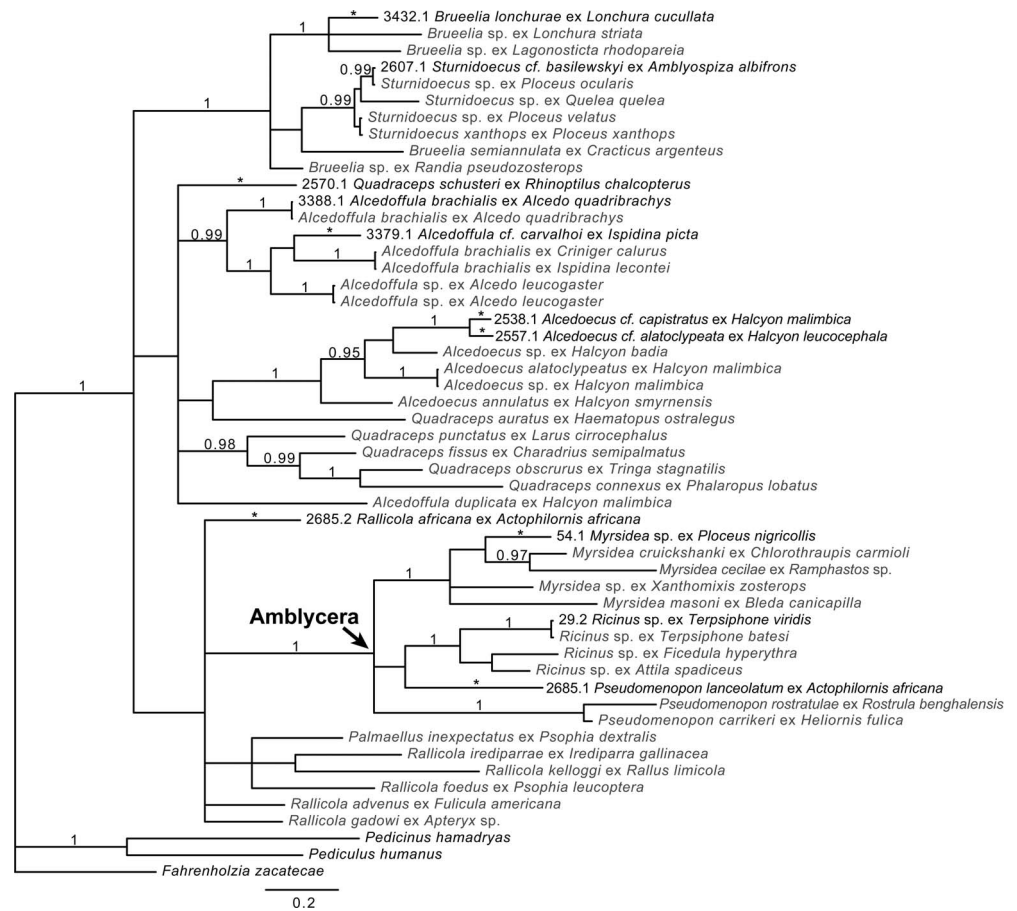 *
3432.1 Brueelia lonchurae ex Lonchura cucullata
1
Brueelia sp. ex Lonchura striata
Brueelia sp. ex Lagonosticta rhodopareia
0.99
2607.1 Sturnidoecus cf. basilewskyi ex Amblyospiza albifrons
Sturnidoecus sp. ex Ploceus ocularis
0.99
Sturnidoecus sp. ex Quelea quelea
1
Sturnidoecus sp. ex Ploceus velatus
Sturnidoecus xanthops ex Ploceus xanthops
Brueelia semiannulata ex Cracticus argenteus
Brueelia sp. ex Randia pseudozosterops
*
2570.1 Quadraceps schusteri ex Rhinoptilus chalcopterus
1
3388.1 Alcedoffula brachialis ex Alcedo quadribrachys
Alcedoffula brachialis ex Alcedo quadribrachys
0.99
*
3379.1 Alcedoffula cf. carvalhoi ex Ispidina picta
1
Alcedoffula brachialis ex Criniger calurus
1
Alcedoffula brachialis ex Ispidina lecontei
1
Alcedoffula sp. ex Alcedo leucogaster
Alcedoffula sp. ex Alcedo leucogaster
1
*
2538.1 Alcedoecus cf. capistratus ex Halcyon malimbica
*
2557.1 Alcedoecus cf. alatoclypeata ex Halcyon leucocephala
0.95
Alcedoecus sp. ex Halcyon badia
1
1
Alcedoecus alatoclypeatus ex Halcyon malimbica
Alcedoecus sp. ex Halcyon malimbica
1
Alcedoecus annulatus ex Halcyon smyrnensis
Quadraceps auratus ex Haematopus ostralegus
0.98
Quadraceps punctatus ex Larus cirrocephalus
0.99
Quadraceps fissus ex Charadrius semipalmatus
1
Quadraceps obscrurus ex Tringa stagnatilis
Quadraceps connexus ex Phalaropus lobatus
Alcedoffula duplicata ex Halcyon malimbica
*
2685.2 Rallicola africana ex Actophilornis africana
*
54.1 Myrsidea sp. ex Ploceus nigricollis
0.97
Myrsidea cruickshanki ex Chlorothraupis carmioli
1
Myrsidea cecilae ex Ramphastos sp.
Myrsidea sp. ex Xanthomixis zosterops
Myrsidea masoni ex Bleda canicapilla
Amblycera
1
29.2 Ricinus sp. ex Terpsiphone viridis
1
Ricinus sp. ex Terpsiphone batesi
1
Ricinus sp. ex Ficedula hyperythra
Ricinus sp. ex Attila spadiceus
*
2685.1 Pseudomenopon lanceolatum ex Actophilornis africana
1
Pseudomenopon rostratulae ex Rostrula benghalensis
Pseudomenopon carrikeri ex Heliornis fulica
Palmaellus inexpectatus ex Psophia dextralis
Rallicola irediparrae ex Irediparra gallinacea
Rallicola kelloggi ex Rallus limicola
Rallicola foedus ex Psophia leucoptera
Rallicola advenus ex Fulicula americana
Rallicola gadowi ex Apteryx sp.
1
Pedicinus hamadryas
Pediculus humanus
Fahrenholzia zacatecae
0.2